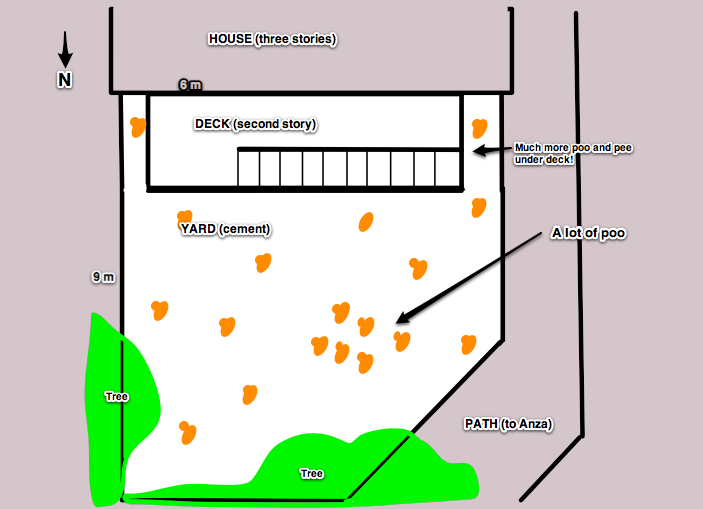 HOUSE (three stories)
N
6 m
DECK (second story)
Much more poo and pee
under deck!
YARD (cement)
A lot of poo
9 m
Tree
PATH (to Anza)
Tree